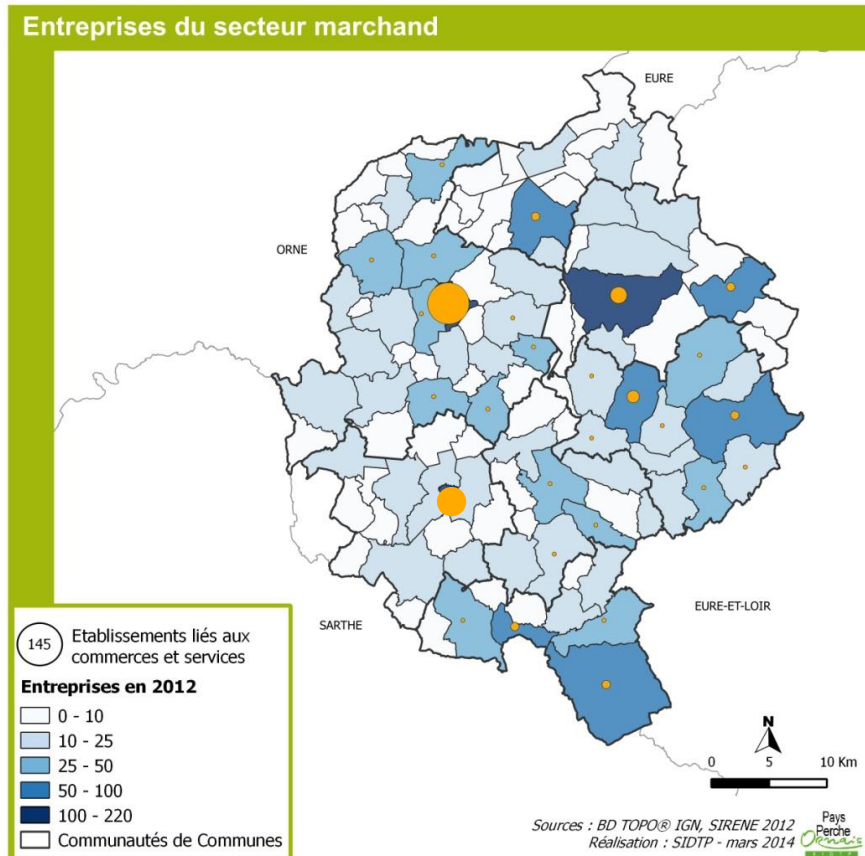 Entreprises du secteur marchand
EURE
ORNE
SARTHE
EURE-ET-LOIR
145
Etablissements liés aux
commerces et services
Entreprises en 2012
0 - 10
10 - 25
25 - 50
50 - 100
100 - 220
Communautés de Communes
N
0 5 10 Km
Sources : BD TOPO® IGN, SIRENE 2012
Réalisation : SIDTP - mars 2014
Pays
Perche
Ornais
SIDTP